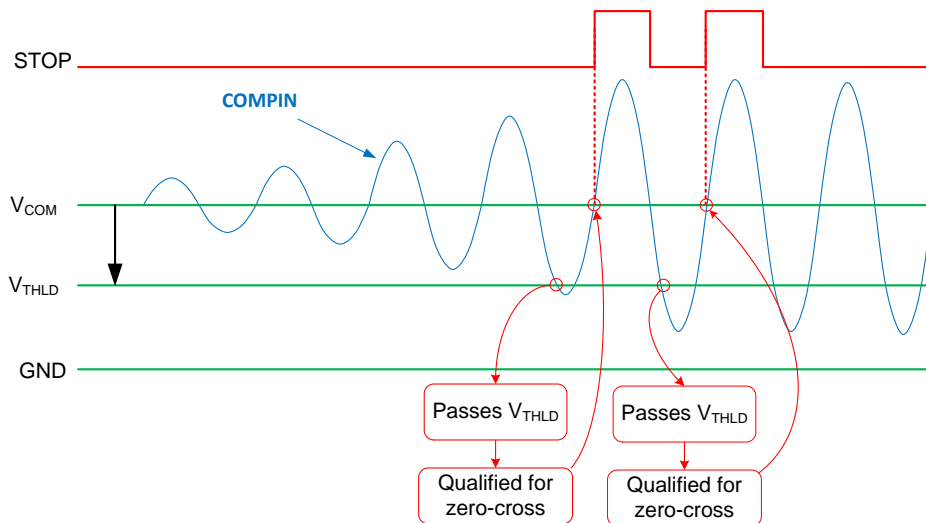 STOP
COMPIN
VCOM
VTHLD
GND
Passes VTHLD
Qualified for
zero-cross
Passes VTHLD
Qualified for
zero-cross